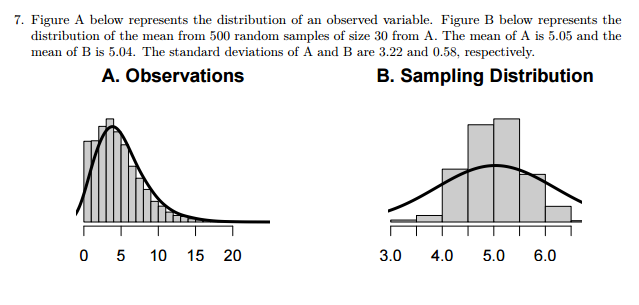 7. Figure A below represents the distribution of an observed variable. Figure B below represents the
distribution of the mean from 500 random samples of size 30 from A. The mean of A is 5.05 and the
mean of B is 5.04. The standard deviations of A and B are 3.22 and 0.58, respectively.
A. Observations
B. Sampling Distribution
0 5 10 15 20
3.0 4.0 5.0 6.0